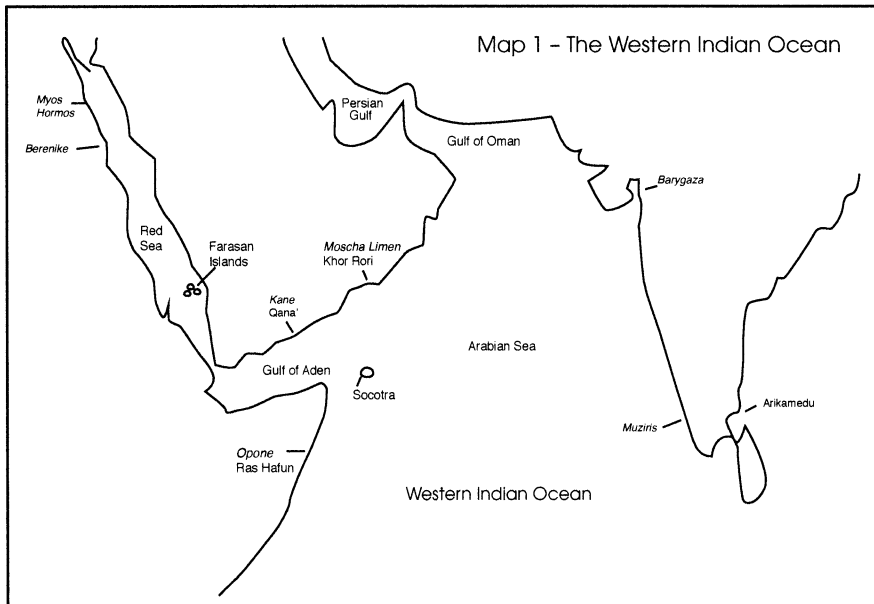 Map 1 – The Western Indian Ocean
Myos
Hormos
Berenike
Persian
Gulf
Gulf of Oman
Barygaza
Red
Sea
Farasan
Islands
Moscha Limen
Khor Rori
Kane
Qana'
Arabian Sea
Gulf of Aden
Socotra
Arikamedu
Muziris
Opone
Ras Hafun
Western Indian Ocean